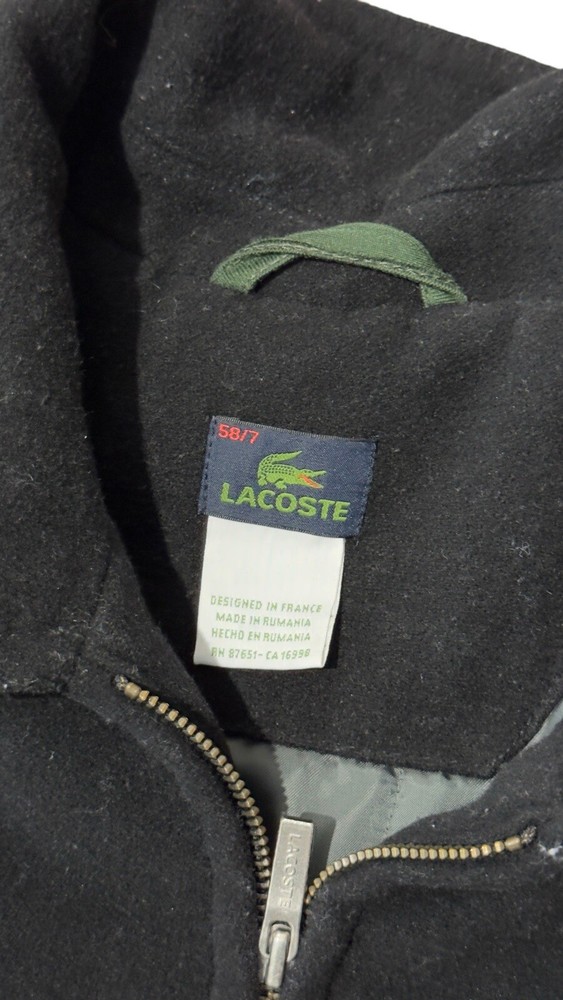 58/7
LACOSTE
DESIGNED IN FRANCE
MADE IN RUMANIA
HECHO EN RUMANIA
RN 87651 - CA 16998
LACOSTE